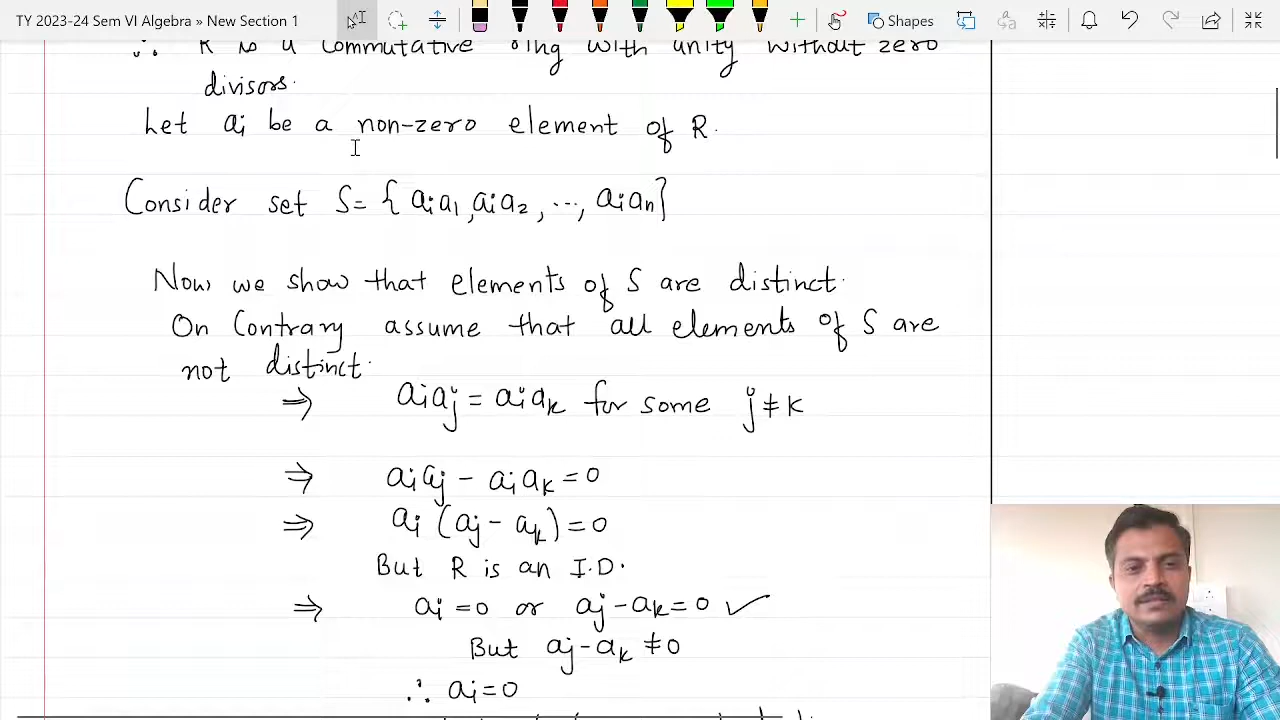 TY 2023-24 Sem VI Algebra » New Section 1
Shapes
∴ R is a commutative ring with unity without zero
divisors.
Let ai be a non-zero element of R.
Consider set S= { aia1, aia2, ..., aian}
Now we show that elements of S are distinct.
On Contrary assume that all elements of S are
not distinct.
⇒ aiaj = aiak for some j≠k
⇒ aiaj - aiak = 0
⇒ ai (aj - ak) = 0
But R is an I.D.
⇒ ai = 0 or aj - ak = 0 ✓
But aj - ak ≠ 0
∴ ai = 0